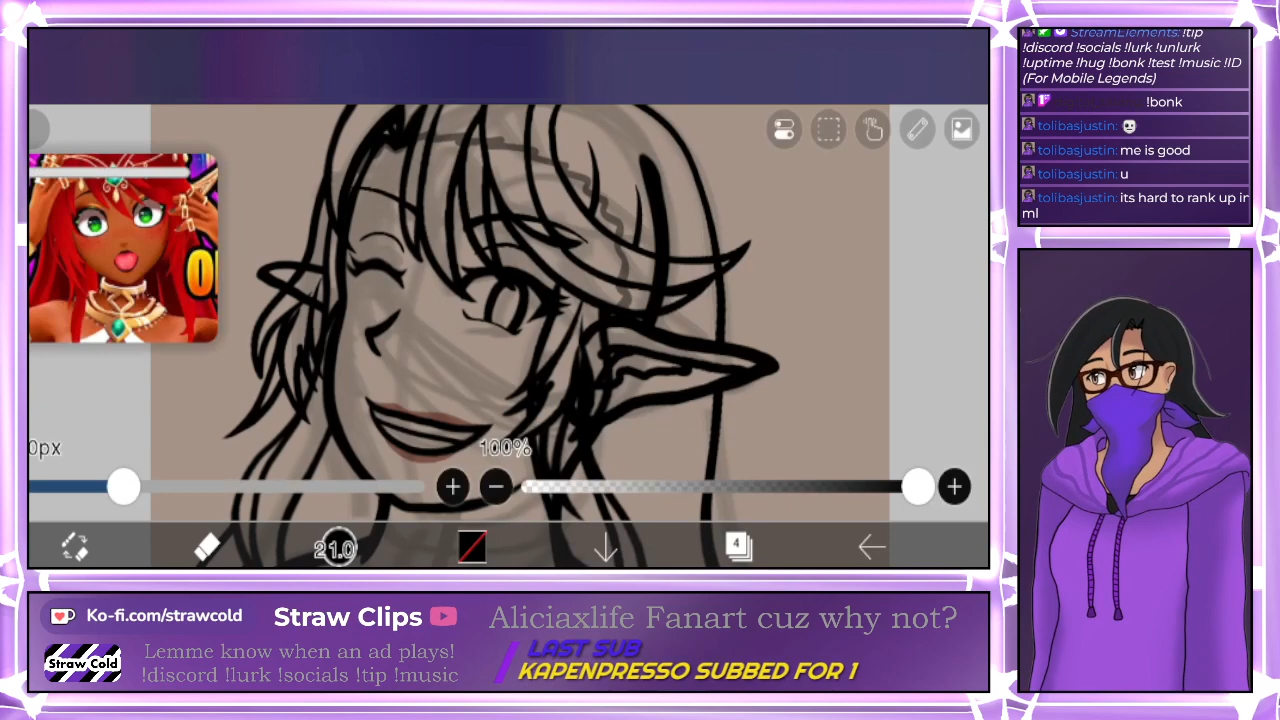 StreamElements: !tip
!discord !socials !lurk !unlurk
!uptime !hug !bonk !test !music !ID
(For Mobile Legends)
!bonk
tolibasjustin:
tolibasjustin: me is good
tolibasjustin: u
tolibasjustin: its hard to rank up in
ml
0px
100%
21.0
4
Ko-fi.com/strawcold
Straw Clips
Aliciaxlife Fanart cuz why not?
Straw Cold
Lemme know when an ad plays!
!discord !lurk !socials !tip !music
LAST SUB
KAPENPRESSO SUBBED FOR 1